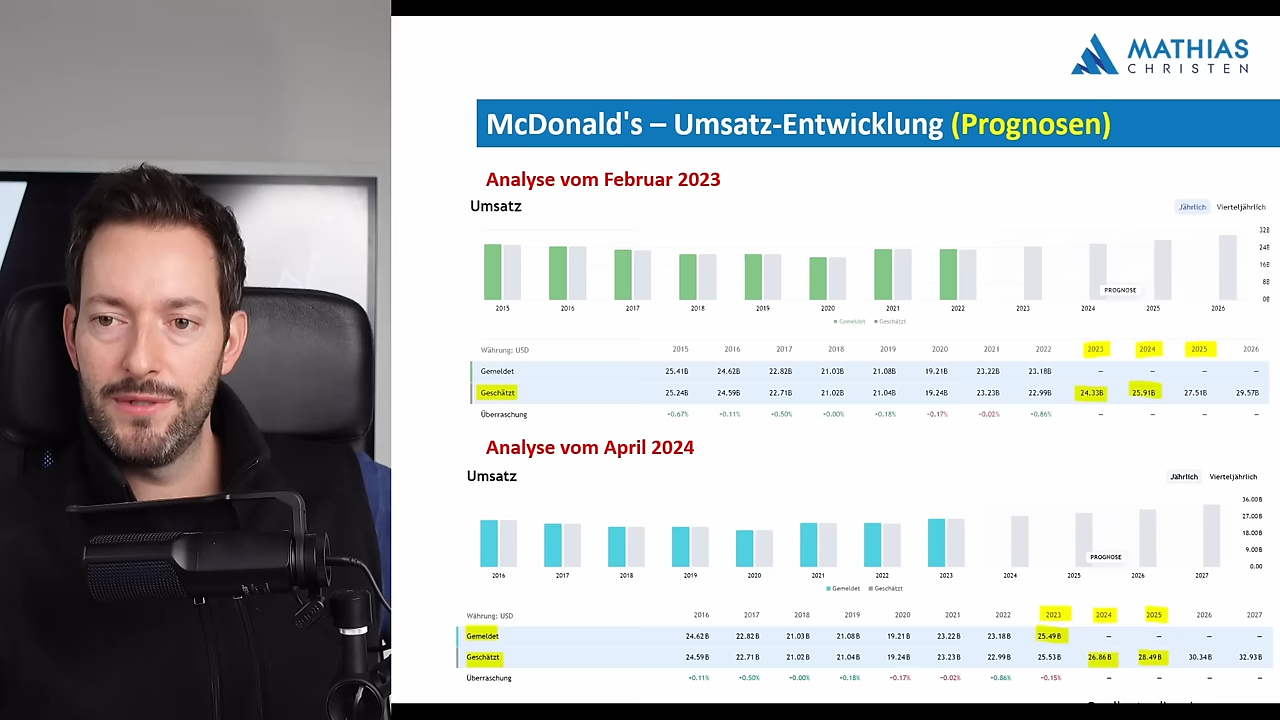 MATHIAS
CHRISTEN
McDonald's – Umsatz-Entwicklung (Prognosen)
Analyse vom Februar 2023
Umsatz
Jährlich Vierteljährlich
32B
24B
16B
8B
0B
PROGNOSE
2015 2016 2017 2018 2019 2020 2021 2022 2023 2024 2025 2026
Gemeldet Geschätzt
Währung: USD 2015 2016 2017 2018 2019 2020 2021 2022 2023 2024 2025 2026
Gemeldet 25.41B 24.62B 22.82B 21.03B 21.08B 19.21B 23.22B 23.18B — — — —
Geschätzt 25.24B 24.59B 22.71B 21.02B 21.04B 19.24B 23.23B 22.99B 24.33B 25.91B 27.51B 29.57B
Überraschung +0.67% +0.11% +0.50% +0.00% +0.18% −0.17% −0.02% +0.86% — — — —
Analyse vom April 2024
Umsatz
Jährlich Vierteljährlich
36.00B
27.00B
18.00B
9.00B
0.00
PROGNOSE
2016 2017 2018 2019 2020 2021 2022 2023 2024 2025 2026 2027
Gemeldet Geschätzt
Währung: USD 2016 2017 2018 2019 2020 2021 2022 2023 2024 2025 2026 2027
Gemeldet 24.62B 22.82B 21.03B 21.08B 19.21B 23.22B 23.18B 25.49B — — — —
Geschätzt 24.59B 22.71B 21.02B 21.04B 19.24B 23.23B 22.99B 25.53B 26.86B 28.49B 30.34B 32.93B
Überraschung +0.11% +0.50% +0.00% +0.18% −0.17% −0.02% +0.86% −0.15% — — — —